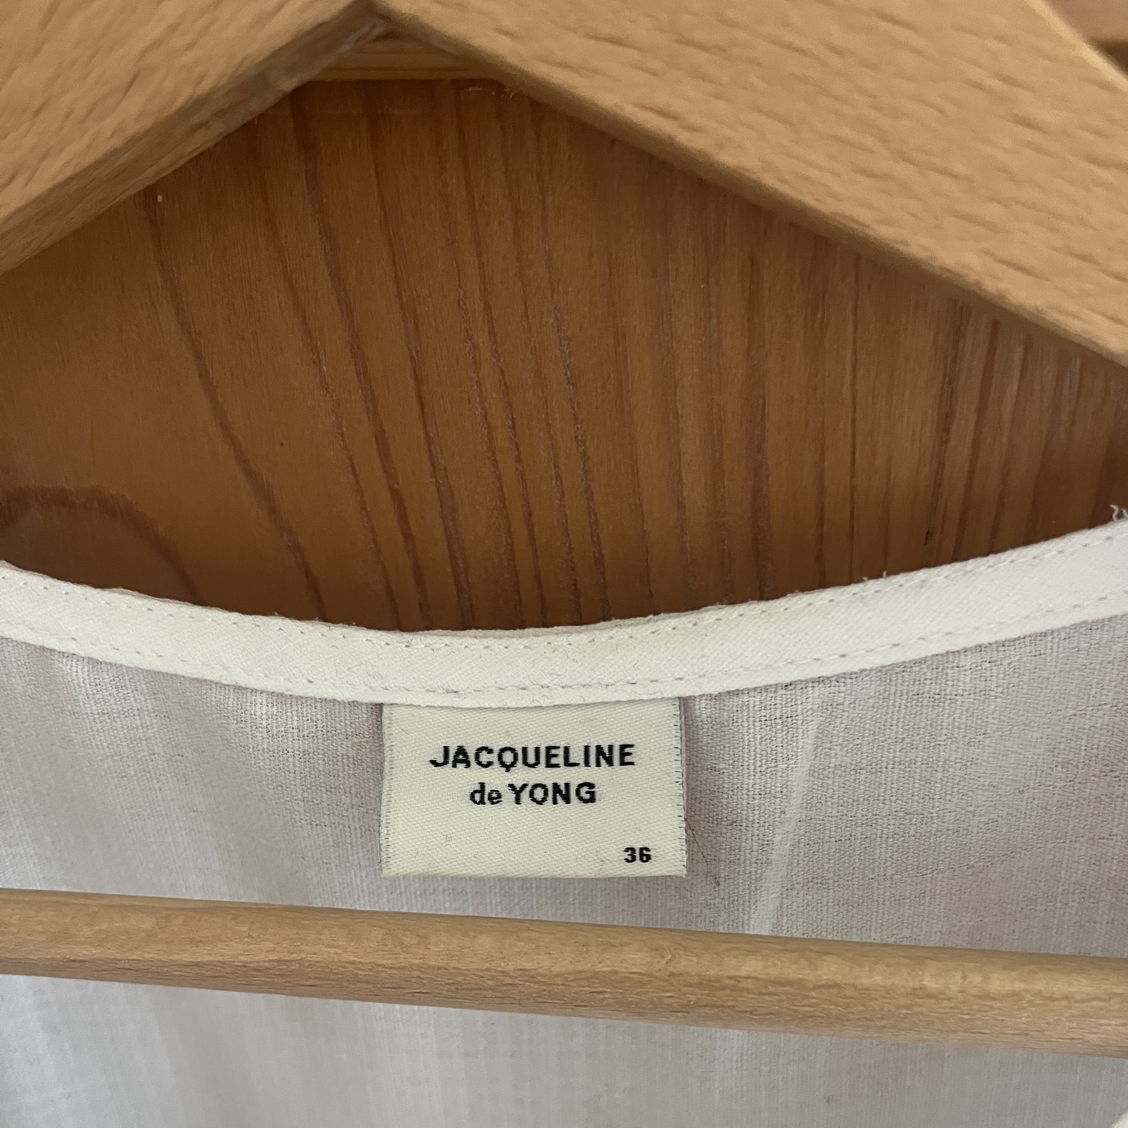 JACQUELINE
de YONG
36